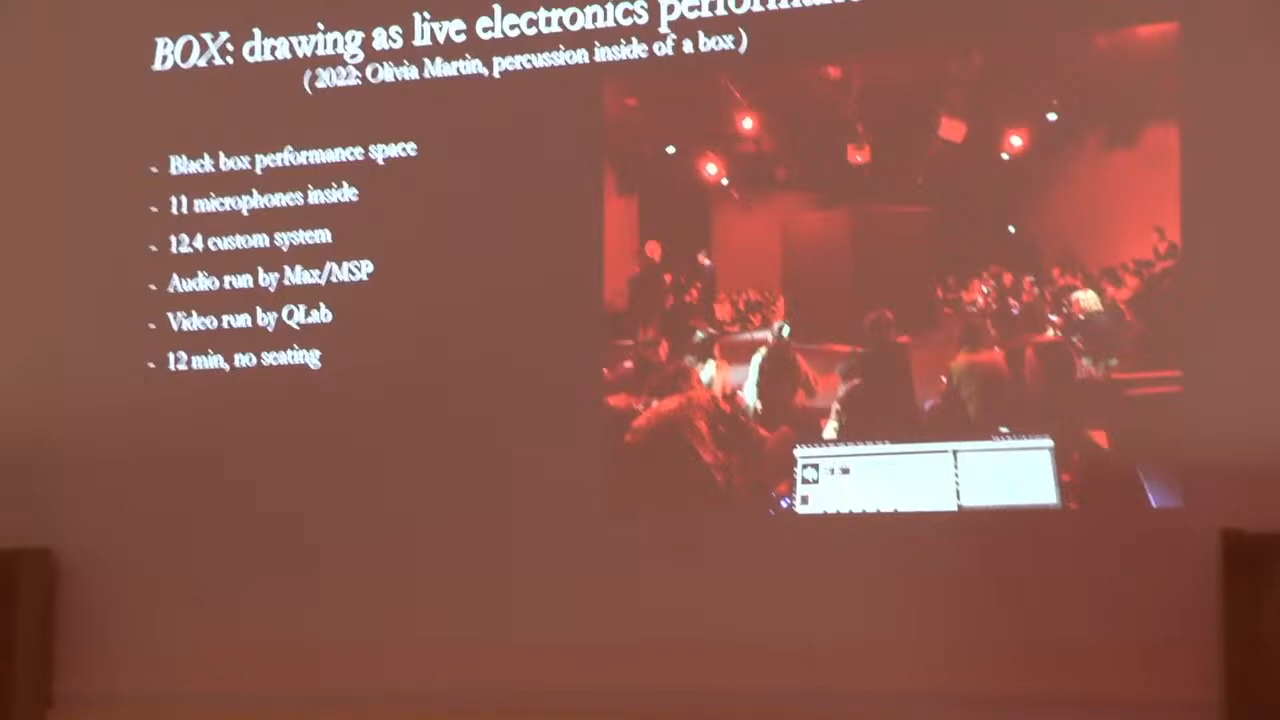 BOX: drawing as live electronics
( 2022: Olivia Martin, percussion inside of a box )
- Black box performance space
- 11 microphones inside
- 12.4 custom system
- Audio run by Max/MSP
- Video run by QLab
- 12 min, no seating